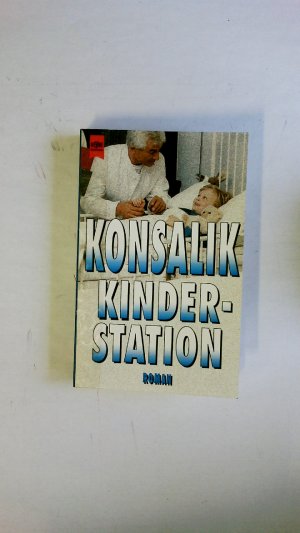 KONSALIK
KINDER-
STATION
ROMAN